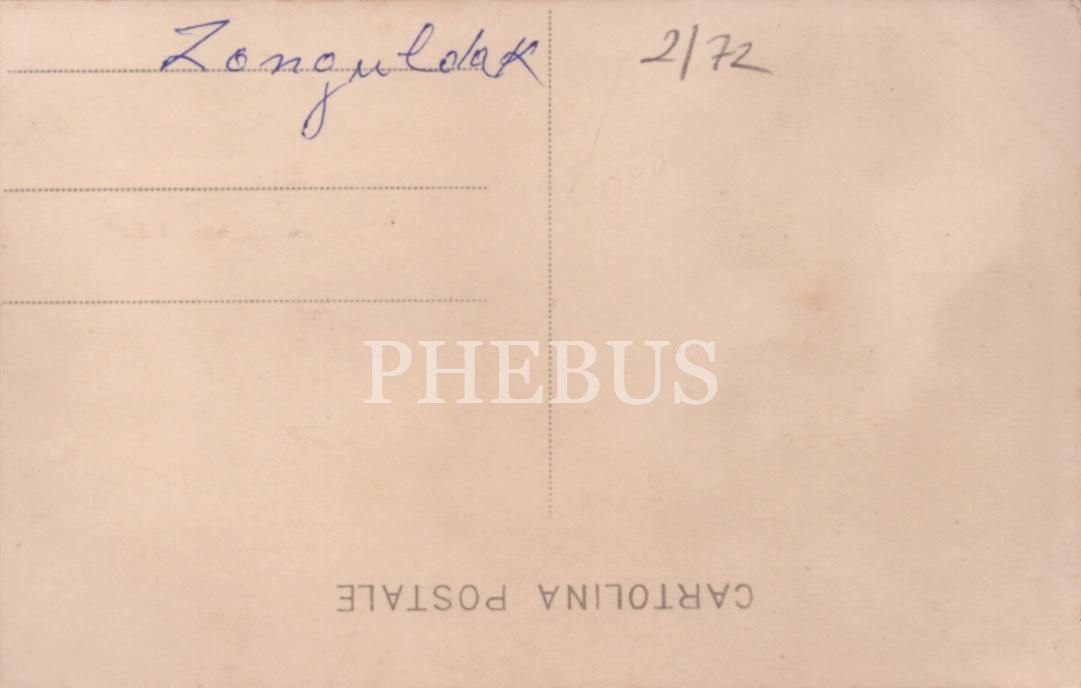 Zonguldak 2/72
PHEBUS
CARTOLINA POSTALE